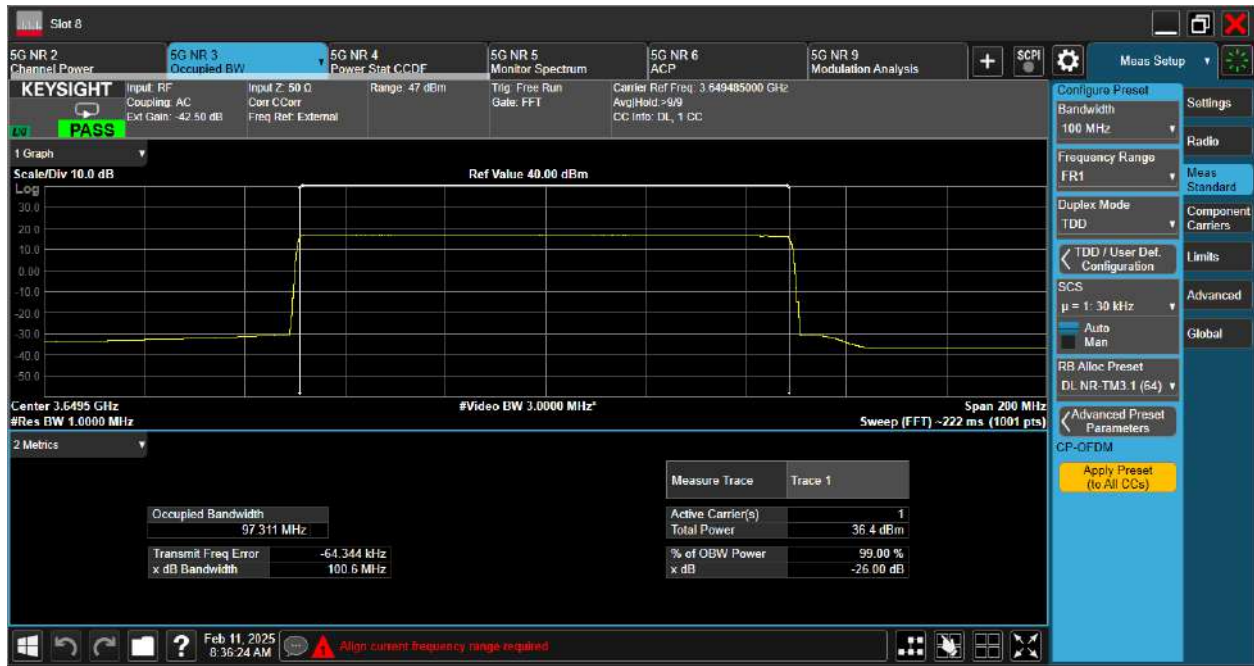 Slot 8
5G NR 2
Channel Power
5G NR 3
Occupied BW
5G NR 4
Power Stat CCDF
5G NR 5
Monitor Spectrum
5G NR 6
ACP
5G NR 9
Modulation Analysis
+
SCPI
Meas Setup
KEYSIGHT
PASS
Input: RF
Coupling: AC
Ext Gain: -42.50 dB
Input Z: 50 Ω
Corr CCorr
Freq Ref: External
Range: 47 dBm
Trig: Free Run
Gate: FFT
Carrier Ref Freq: 3.649485000 GHz
Avg|Hold:>9/9
CC Info: DL, 1 CC
1 Graph
Scale/Div 10.0 dB
Ref Value 40.00 dBm
Log
30.0
20.0
10.0
0.00
-10.0
-20.0
-30.0
-40.0
-50.0
Center 3.6495 GHz
#Video BW 3.0000 MHz*
Span 200 MHz
#Res BW 1.0000 MHz
Sweep (FFT) ~222 ms (1001 pts)
2 Metrics
Measure Trace
Trace 1
Occupied Bandwidth
97.311 MHz
Active Carrier(s) 1
Total Power 36.4 dBm
Transmit Freq Error -64.344 kHz
x dB Bandwidth 100.6 MHz
% of OBW Power 99.00 %
x dB -26.00 dB
Configure Preset
Bandwidth
100 MHz
Frequency Range
FR1
Duplex Mode
TDD
TDD / User Def.
Configuration
SCS
µ = 1: 30 kHz
Auto
Man
RB Alloc Preset
DL NR-TM3.1 (64)
Advanced Preset
Parameters
CP-OFDM
Apply Preset
(to All CCs)
Settings
Radio
Meas
Standard
Component
Carriers
Limits
Advanced
Global
?
Feb 11, 2025
8:36:24 AM
Align current frequency range required